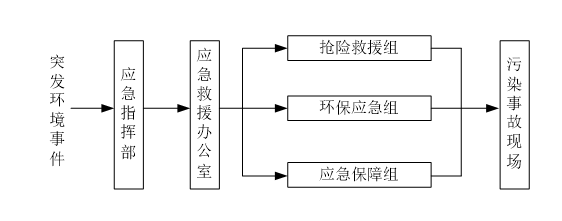 突发环境事件
应急指挥部
应急救援办公室
抢险救援组
环保应急组
应急保障组
污染事故现场